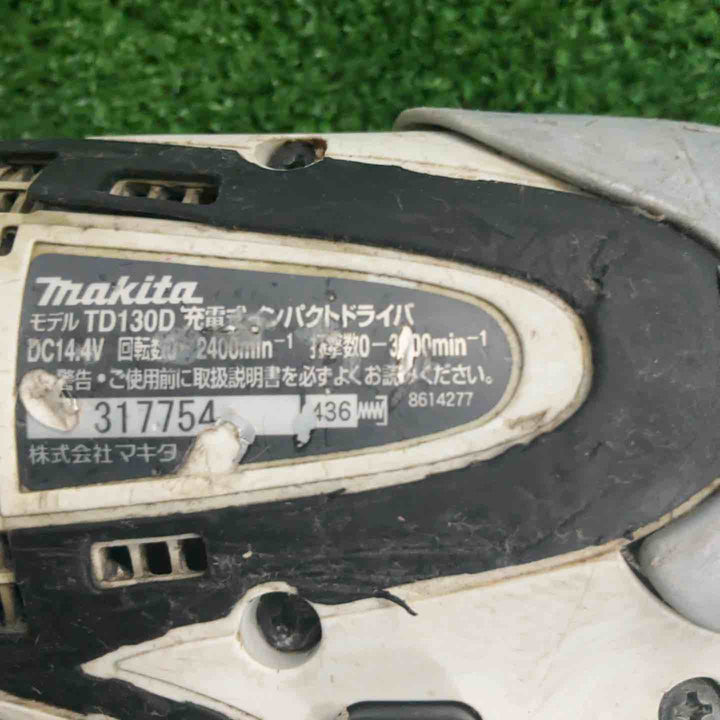 makita
モデル TD130D 充電式インパクトドライバ
DC14.4V 回転数0 2400min⁻¹ 打撃数0-3 00min⁻¹
警告・ご使用前に取扱説明書を必ずよくお読みください。
317754 436 8614277
株式会社マキタ